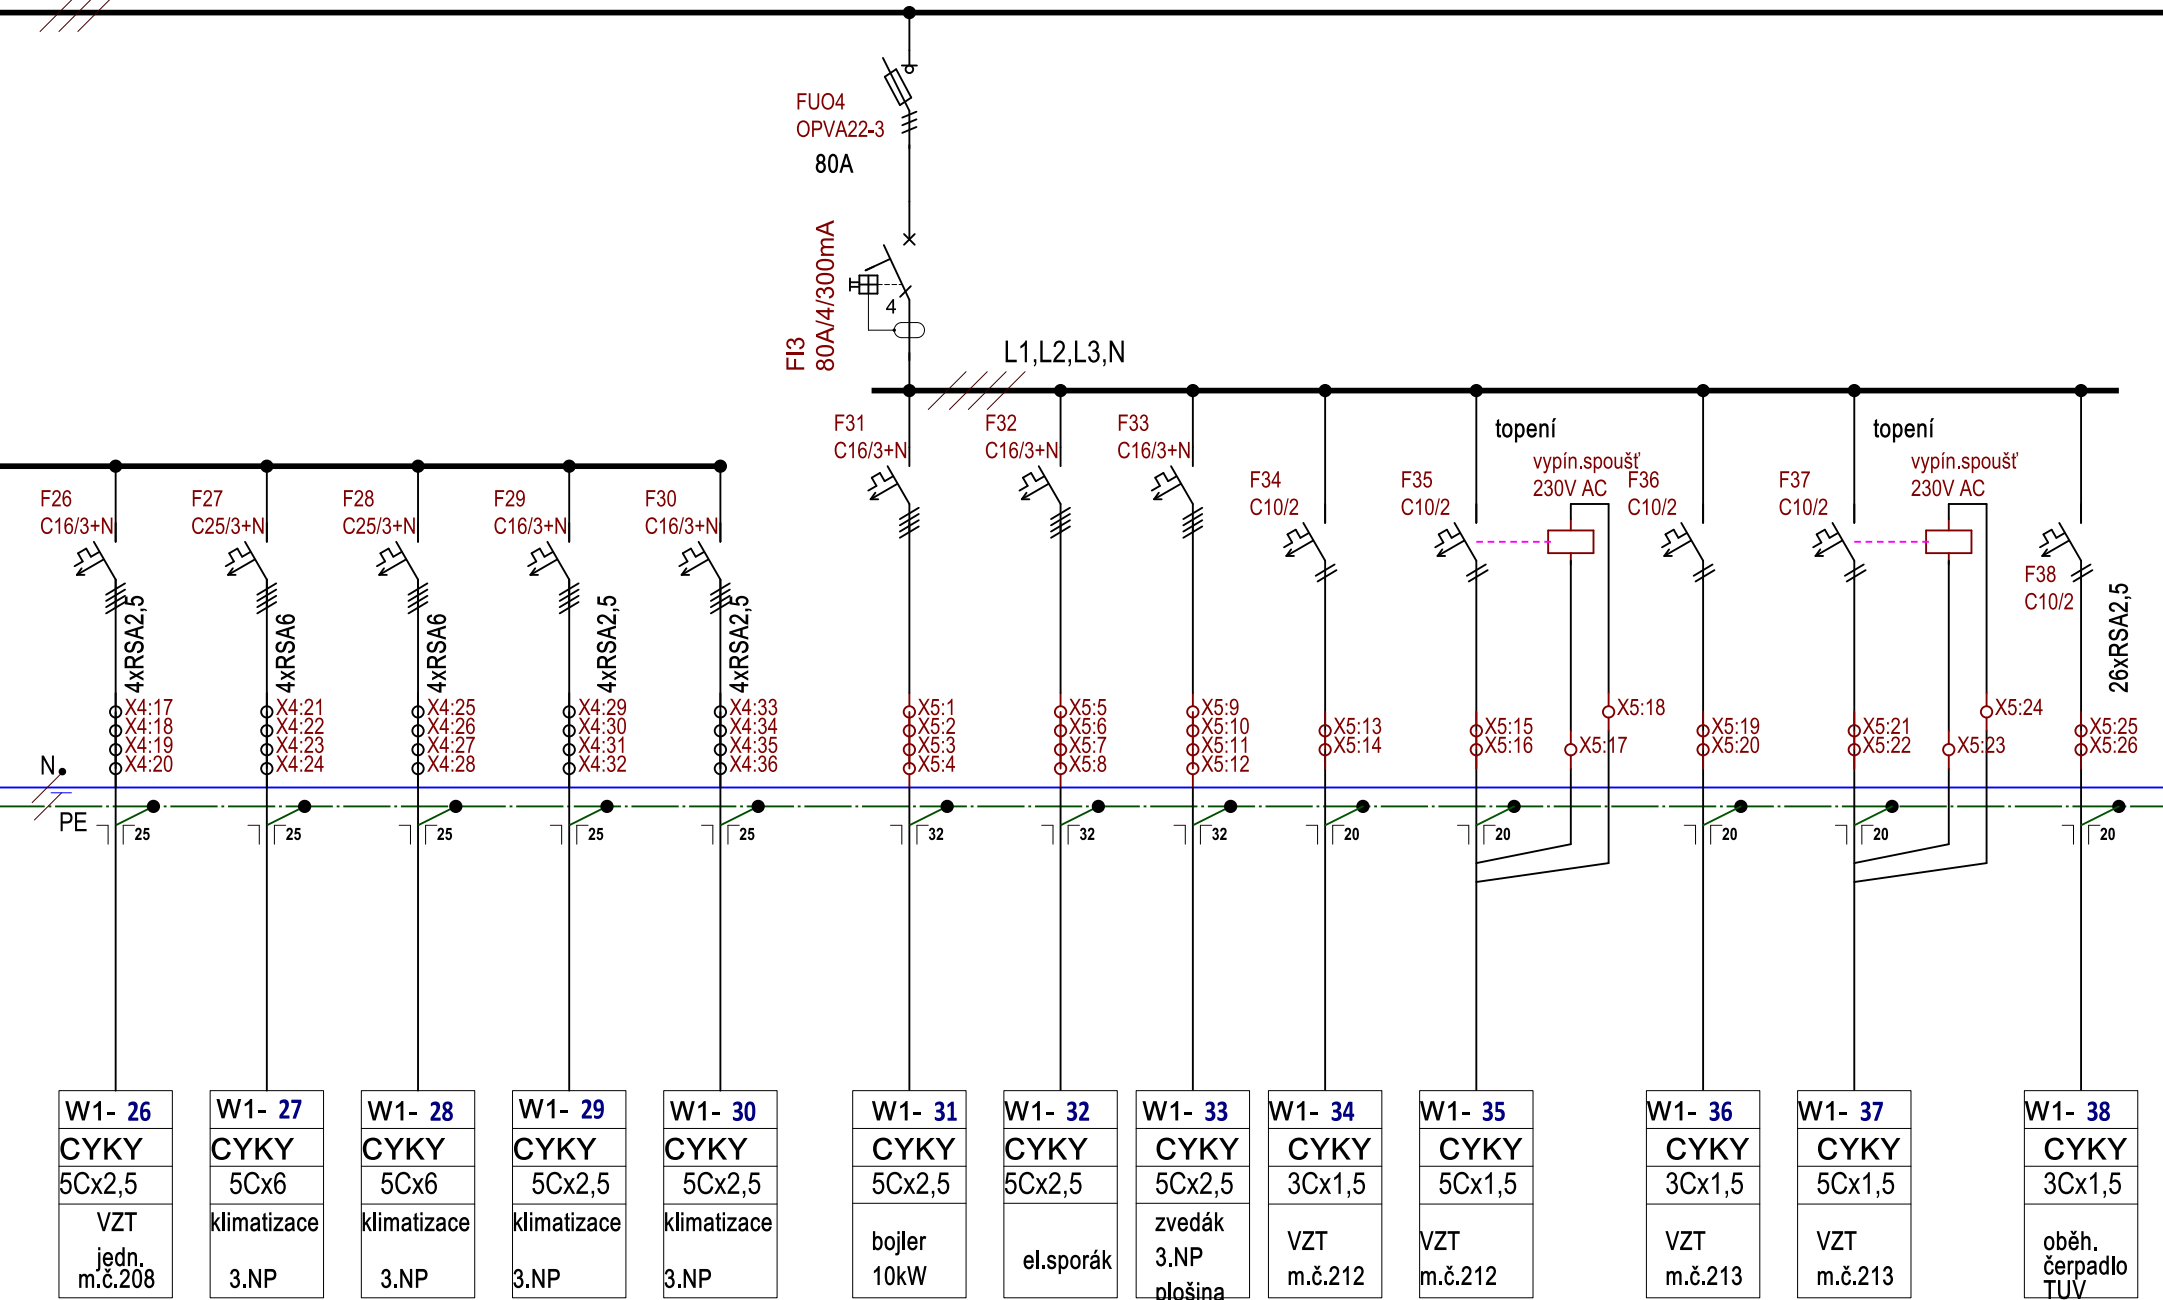 FUO4
OPVA22-3
80A
FI3
80A/4/300mA
4
L1,L2,L3,N
F31
C16/3+N
F32
C16/3+N
F33
C16/3+N
topení
topení
vypín.spoušť
230V AC
vypín.spoušť
230V AC
F34
C10/2
F35
C10/2
F36
C10/2
F37
C10/2
F38
C10/2
F26
C16/3+N
F27
C25/3+N
F28
C25/3+N
F29
C16/3+N
F30
C16/3+N
4xRSA2,5
4xRSA6
4xRSA6
4xRSA2,5
4xRSA2,5
26xRSA2,5
X4:17
X4:18
X4:19
X4:20
X4:21
X4:22
X4:23
X4:24
X4:25
X4:26
X4:27
X4:28
X4:29
X4:30
X4:31
X4:32
X4:33
X4:34
X4:35
X4:36
X5:1
X5:2
X5:3
X5:4
X5:5
X5:6
X5:7
X5:8
X5:9
X5:10
X5:11
X5:12
X5:13
X5:14
X5:15
X5:16
X5:17
X5:18
X5:19
X5:20
X5:21
X5:22
X5:23
X5:24
X5:25
X5:26
N
PE
25
25
25
25
25
32
32
32
20
20
20
20
20
W1- 26
CYKY
5Cx2,5
VZT
jedn.
m.č.208
W1- 27
CYKY
5Cx6
klimatizace
3.NP
W1- 28
CYKY
5Cx6
klimatizace
3.NP
W1- 29
CYKY
5Cx2,5
klimatizace
3.NP
W1- 30
CYKY
5Cx2,5
klimatizace
3.NP
W1- 31
CYKY
5Cx2,5
bojler
10kW
W1- 32
CYKY
5Cx2,5
el.sporák
W1- 33
CYKY
5Cx2,5
zvedák
3.NP
plošina
W1- 34
CYKY
3Cx1,5
VZT
m.č.212
W1- 35
CYKY
5Cx1,5
VZT
m.č.212
W1- 36
CYKY
3Cx1,5
VZT
m.č.213
W1- 37
CYKY
5Cx1,5
VZT
m.č.213
W1- 38
CYKY
3Cx1,5
oběh.
čerpadlo
TUV